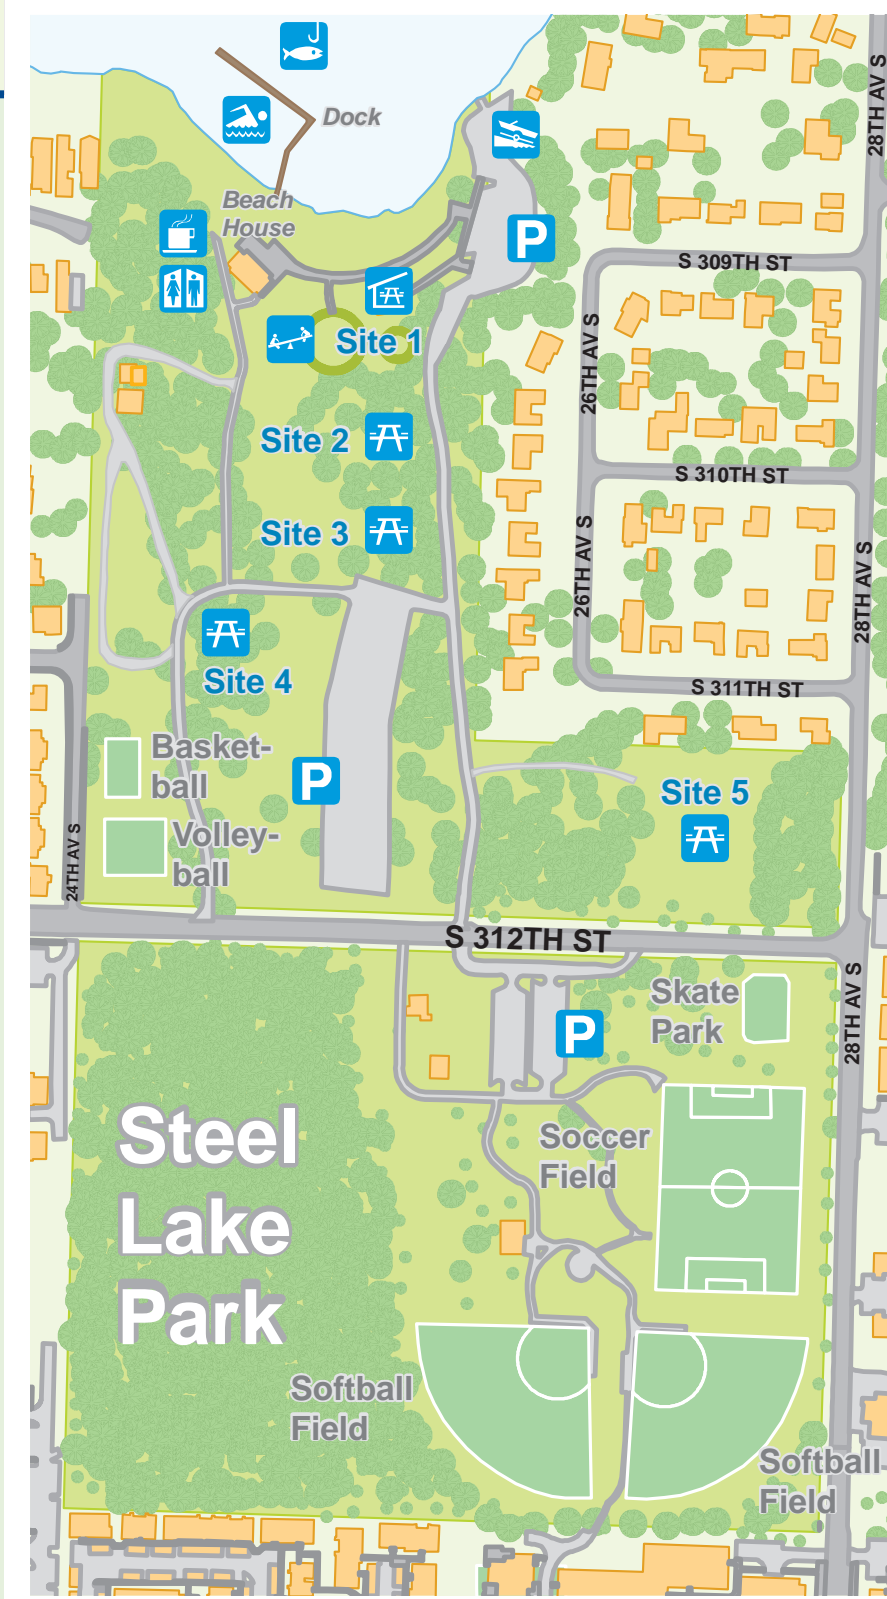 Dock
28TH AV S
Beach
House
P
S 309TH ST
Site 1
26TH AV S
Site 2
S 310TH ST
Site 3
26TH AV S
28TH AV S
Site 4
S 311TH ST
Basket-
ball
P
Site 5
Volley-
ball
24TH AV S
S 312TH ST
Skate
Park
28TH AV S
P
Steel
Lake
Park
Soccer
Field
Softball
Field
Softball
Field